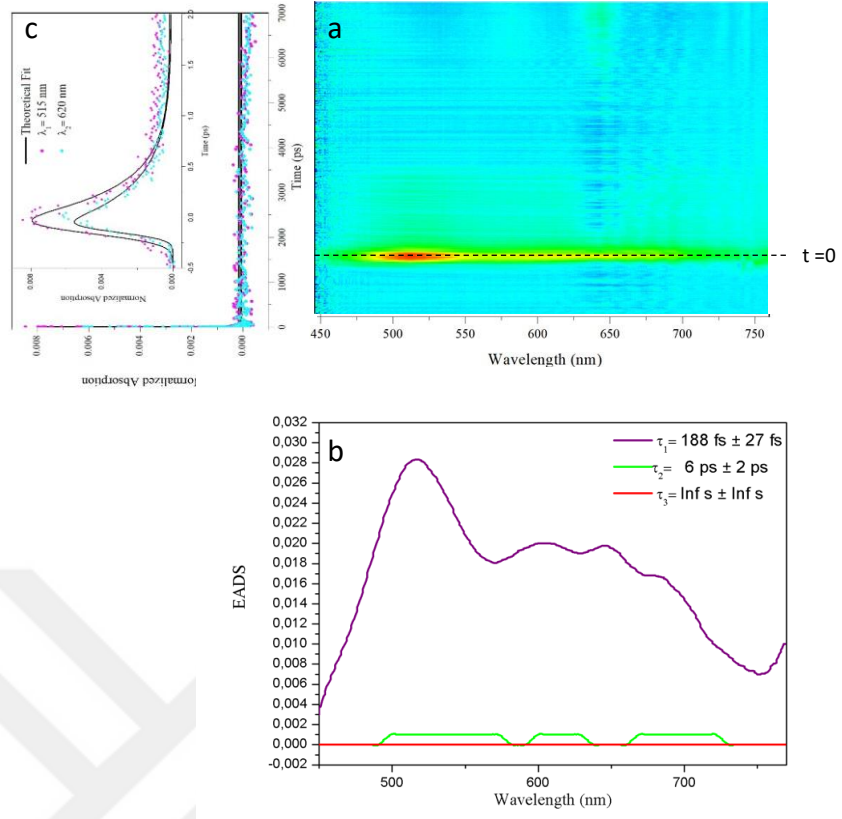 c
Theoretical Fit
λ₁= 515 nm
λ₂= 620 nm
2.0
1.5
1.0
0.5
0.0
-0.5
Time (ps)
0.008
0.004
0.000
Normalized Absorption
7000
6000
5000
4000
3000
2000
1000
0
Time (ps)
0.008
0.006
0.004
0.002
0.000
Normalized Absorption
a
t =0
450 500 550 600 650 700 750
Wavelength (nm)
b
τ₁= 188 fs ± 27 fs
τ₂= 6 ps ± 2 ps
τ₃= Inf s ± Inf s
0,032
0,030
0,028
0,026
0,024
0,022
0,020
0,018
0,016
0,014
0,012
0,010
0,008
0,006
0,004
0,002
0,000
-0,002
EADS
500 600 700
Wavelength (nm)